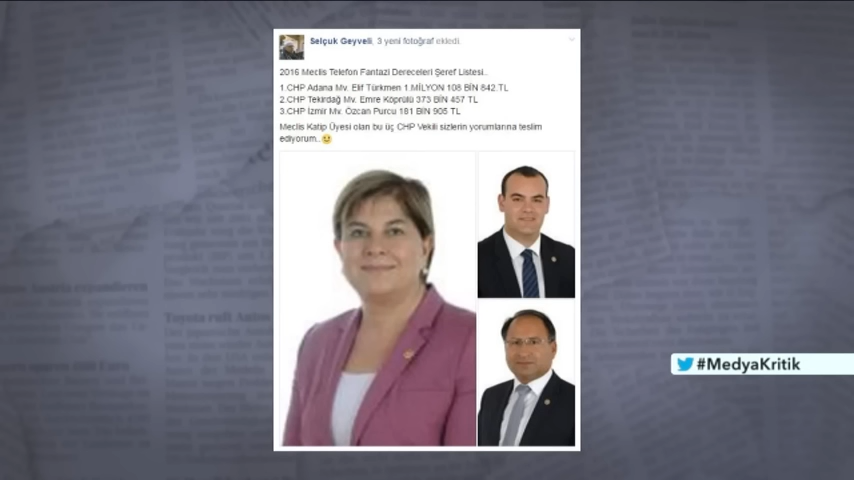 Selçuk Geyveli, 3 yeni fotoğraf ekledi.
2016 Meclis Telefon Fantazi Dereceleri Şeref Listesi..
1.CHP Adana Mv. Elif Türkmen 1.MİLYON 108 BİN 842.TL
2.CHP Tekirdağ Mv. Emre Köprülü 373 BİN 457 TL
3.CHP İzmir Mv. Özcan Purcu 181 BİN 905 TL
Meclis Katip Üyesi olan bu üç CHP Vekili sizlerin yorumlarına teslim
ediyorum..
#MedyaKritik